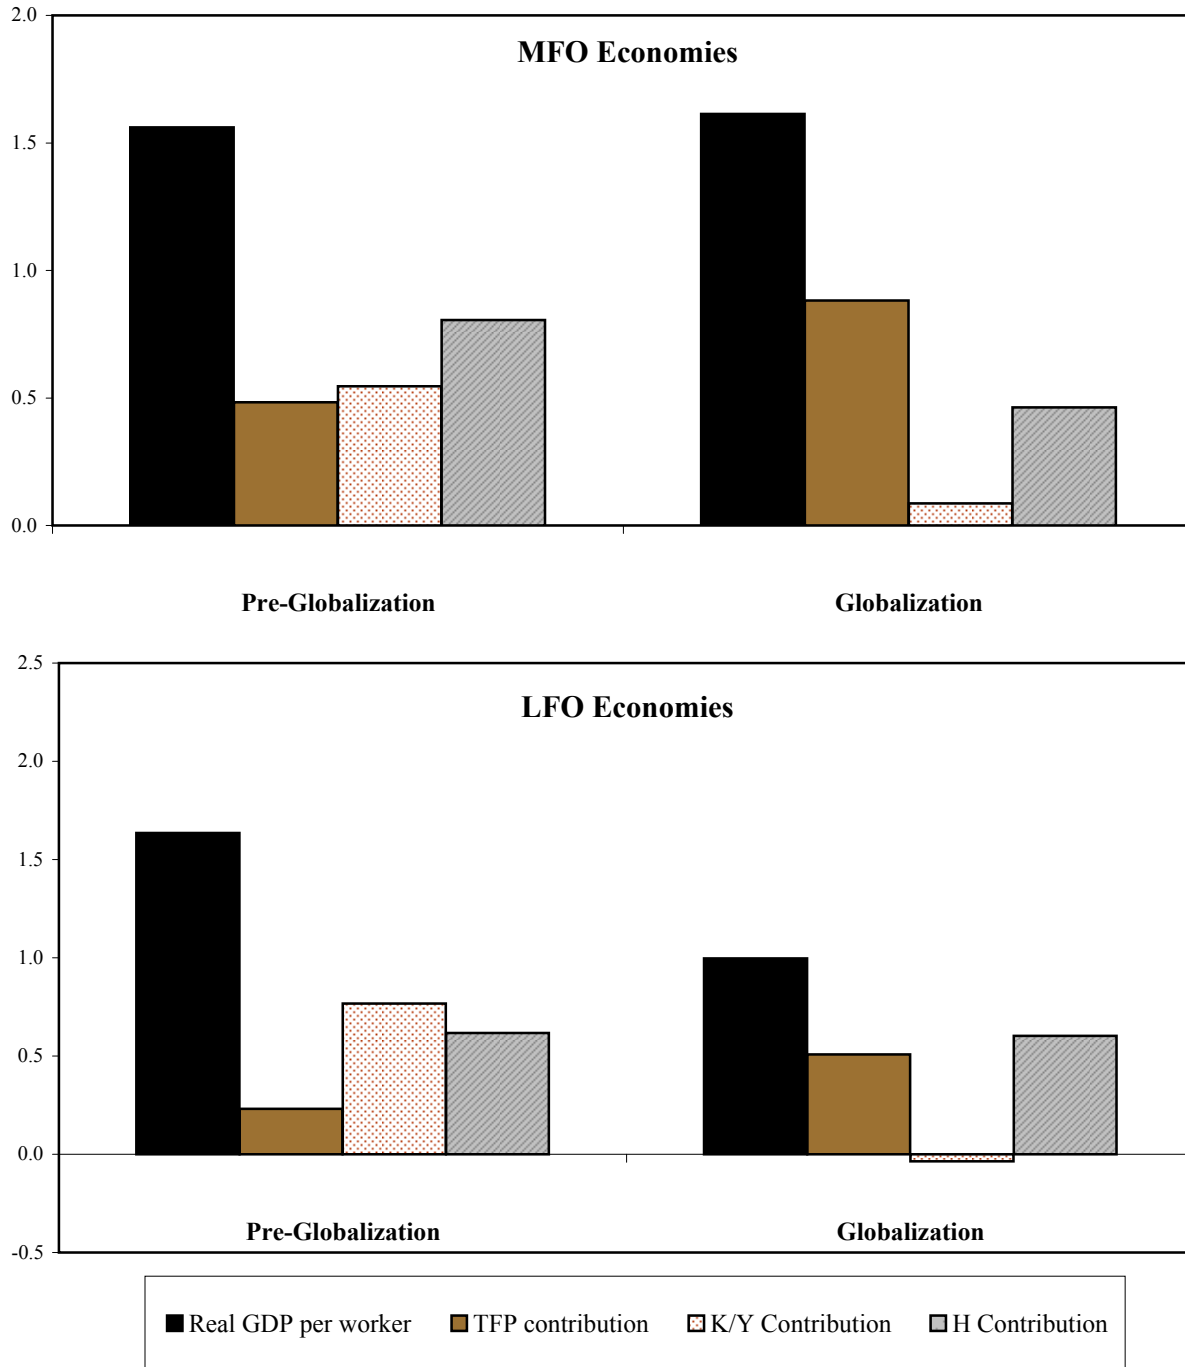 2.0
MFO Economies
1.5
1.0
0.5
0.0
Pre-Globalization Globalization
2.5
LFO Economies
2.0
1.5
1.0
0.5
0.0
Pre-Globalization Globalization
-0.5
Real GDP per worker TFP contribution K/Y Contribution H Contribution